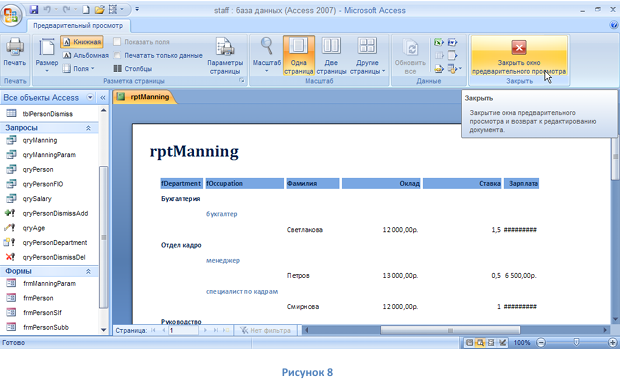 staff : база данных (Access 2007) - Microsoft Access
Предварительный просмотр
Печать
Размер
Книжная
Альбомная
Поля
Показать поля
Печатать только данные
Столбцы
Параметры страницы
Масштаб
Одна страница
Две страницы
Другие страницы
Обновить все
Закрыть окно предварительного просмотра
Печать
Разметка страницы
Масштаб
Данные
Закрыть
Все объекты Access
rptManning
Закрыть
Закрытие окна предварительного
просмотра и возврат к редактированию
документа.
tblPersonDismiss
Запросы
qryManning
qryManningParam
qryPerson
qryPersonFIO
qrySalary
qryPersonDismissAdd
qryAge
qryPersonDepartment
qryPersonDismissDel
Формы
frmManningParam
frmPerson
frmPersonSlf
frmPersonSubb
rptManning
fDepartment fOccupation Фамилия Оклад Ставка Зарплата
Бухгалтерия
бухгалтер
Светлакова 12 000,00р. 1,5 #########
Отдел кадро
менеджер
Петров 13 000,00р. 0,5 6 500,00р.
специалист по кадрам
Смирнова 12 000,00р. 1 #########
Руководство
Страница: 1 Нет фильтра
Готово 100%
Рисунок 8